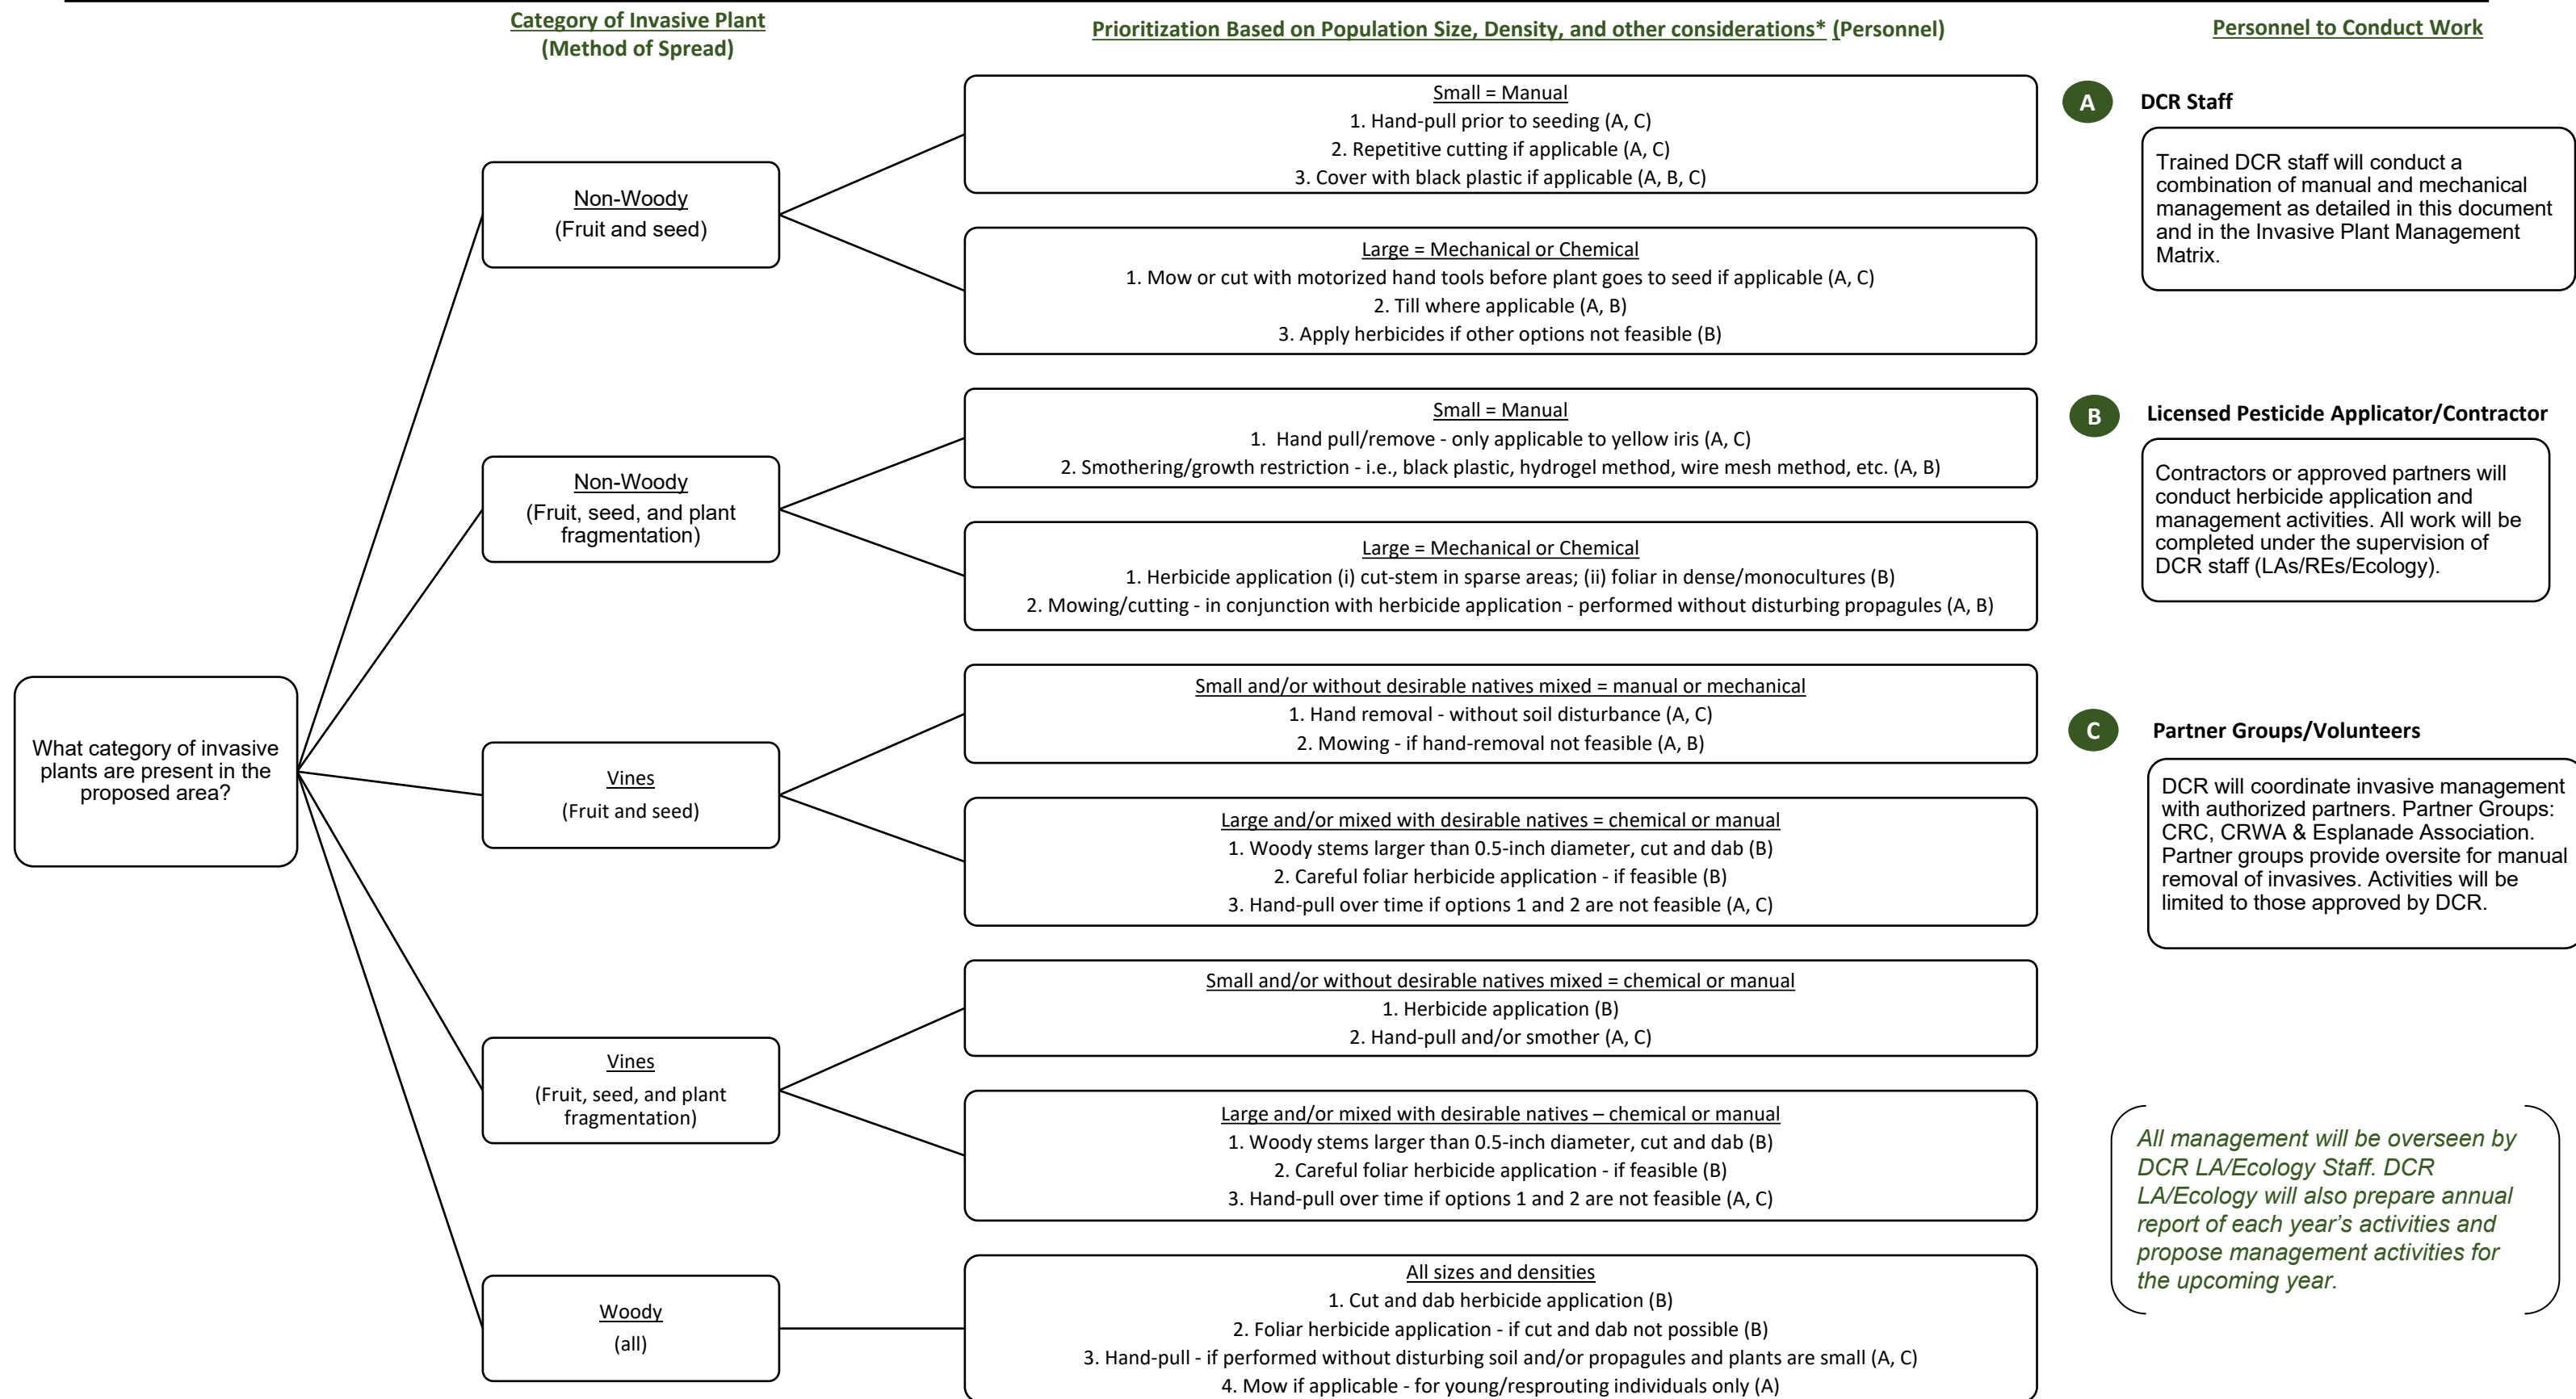 Category of Invasive Plant
(Method of Spread)
Prioritization Based on Population Size, Density, and other considerations* (Personnel)
Personnel to Conduct Work
What category of invasive
plants are present in the
proposed area?
Non-Woody
(Fruit and seed)
Small = Manual
1. Hand-pull prior to seeding (A, C)
2. Repetitive cutting if applicable (A, C)
3. Cover with black plastic if applicable (A, B, C)
Large = Mechanical or Chemical
1. Mow or cut with motorized hand tools before plant goes to seed if applicable (A, C)
2. Till where applicable (A, B)
3. Apply herbicides if other options not feasible (B)
Non-Woody
(Fruit, seed, and plant
fragmentation)
Small = Manual
1. Hand pull/remove - only applicable to yellow iris (A, C)
2. Smothering/growth restriction - i.e., black plastic, hydrogel method, wire mesh method, etc. (A, B)
Large = Mechanical or Chemical
1. Herbicide application (i) cut-stem in sparse areas; (ii) foliar in dense/monocultures (B)
2. Mowing/cutting - in conjunction with herbicide application - performed without disturbing propagules (A, B)
Vines
(Fruit and seed)
Small and/or without desirable natives mixed = manual or mechanical
1. Hand removal - without soil disturbance (A, C)
2. Mowing - if hand-removal not feasible (A, B)
Large and/or mixed with desirable natives = chemical or manual
1. Woody stems larger than 0.5-inch diameter, cut and dab (B)
2. Careful foliar herbicide application - if feasible (B)
3. Hand-pull over time if options 1 and 2 are not feasible (A, C)
Vines
(Fruit, seed, and plant
fragmentation)
Small and/or without desirable natives mixed = chemical or manual
1. Herbicide application (B)
2. Hand-pull and/or smother (A, C)
Large and/or mixed with desirable natives – chemical or manual
1. Woody stems larger than 0.5-inch diameter, cut and dab (B)
2. Careful foliar herbicide application - if feasible (B)
3. Hand-pull over time if options 1 and 2 are not feasible (A, C)
Woody
(all)
All sizes and densities
1. Cut and dab herbicide application (B)
2. Foliar herbicide application - if cut and dab not possible (B)
3. Hand-pull - if performed without disturbing soil and/or propagules and plants are small (A, C)
4. Mow if applicable - for young/resprouting individuals only (A)
A
DCR Staff
Trained DCR staff will conduct a
combination of manual and mechanical
management as detailed in this document
and in the Invasive Plant Management
Matrix.
B
Licensed Pesticide Applicator/Contractor
Contractors or approved partners will
conduct herbicide application and
management activities. All work will be
completed under the supervision of
DCR staff (LAs/REs/Ecology).
C
Partner Groups/Volunteers
DCR will coordinate invasive management
with authorized partners. Partner Groups:
CRC, CRWA & Esplanade Association.
Partner groups provide oversite for manual
removal of invasives. Activities will be
limited to those approved by DCR.
All management will be overseen by
DCR LA/Ecology Staff. DCR
LA/Ecology will also prepare annual
report of each year’s activities and
propose management activities for
the upcoming year.